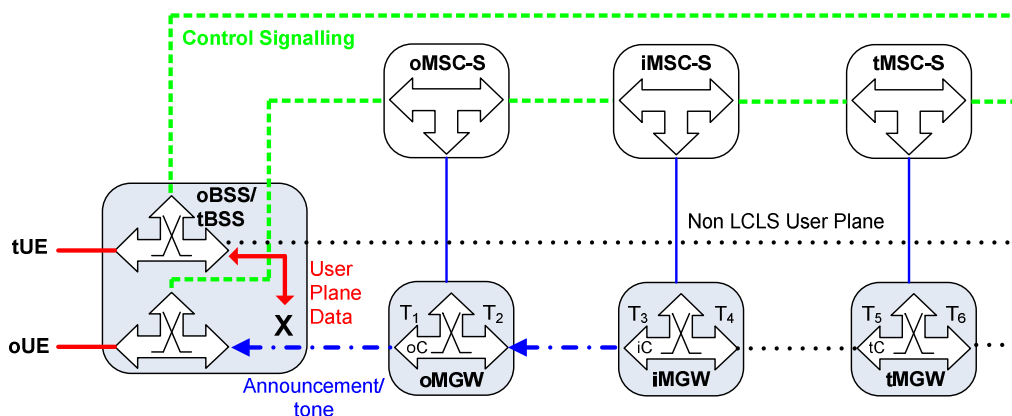 Control Signalling
oMSC-S
iMSC-S
tMSC-S
oBSS/
tBSS
Non LCLS User Plane
tUE
User
Plane
Data
X
oUE
T1
T2
oC
oMGW
T3
T4
iC
iMGW
T5
T6
tC
tMGW
Announcement/
tone